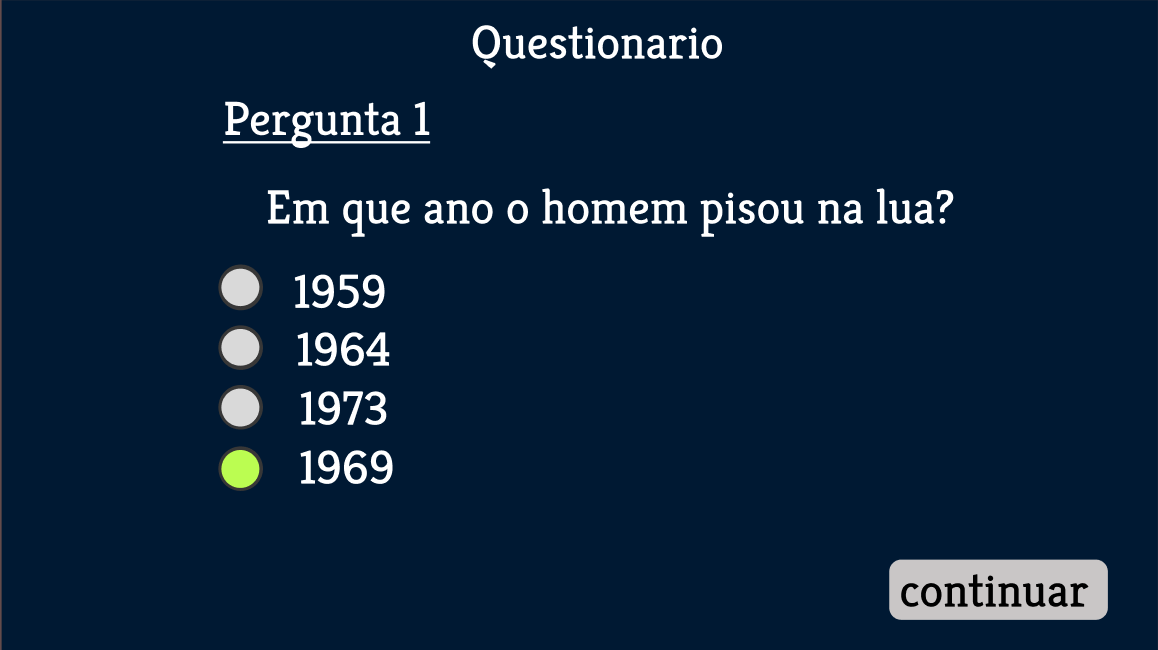 Questionario
Pergunta 1
Em que ano o homem pisou na lua?
1959
1964
1973
1969
continuar